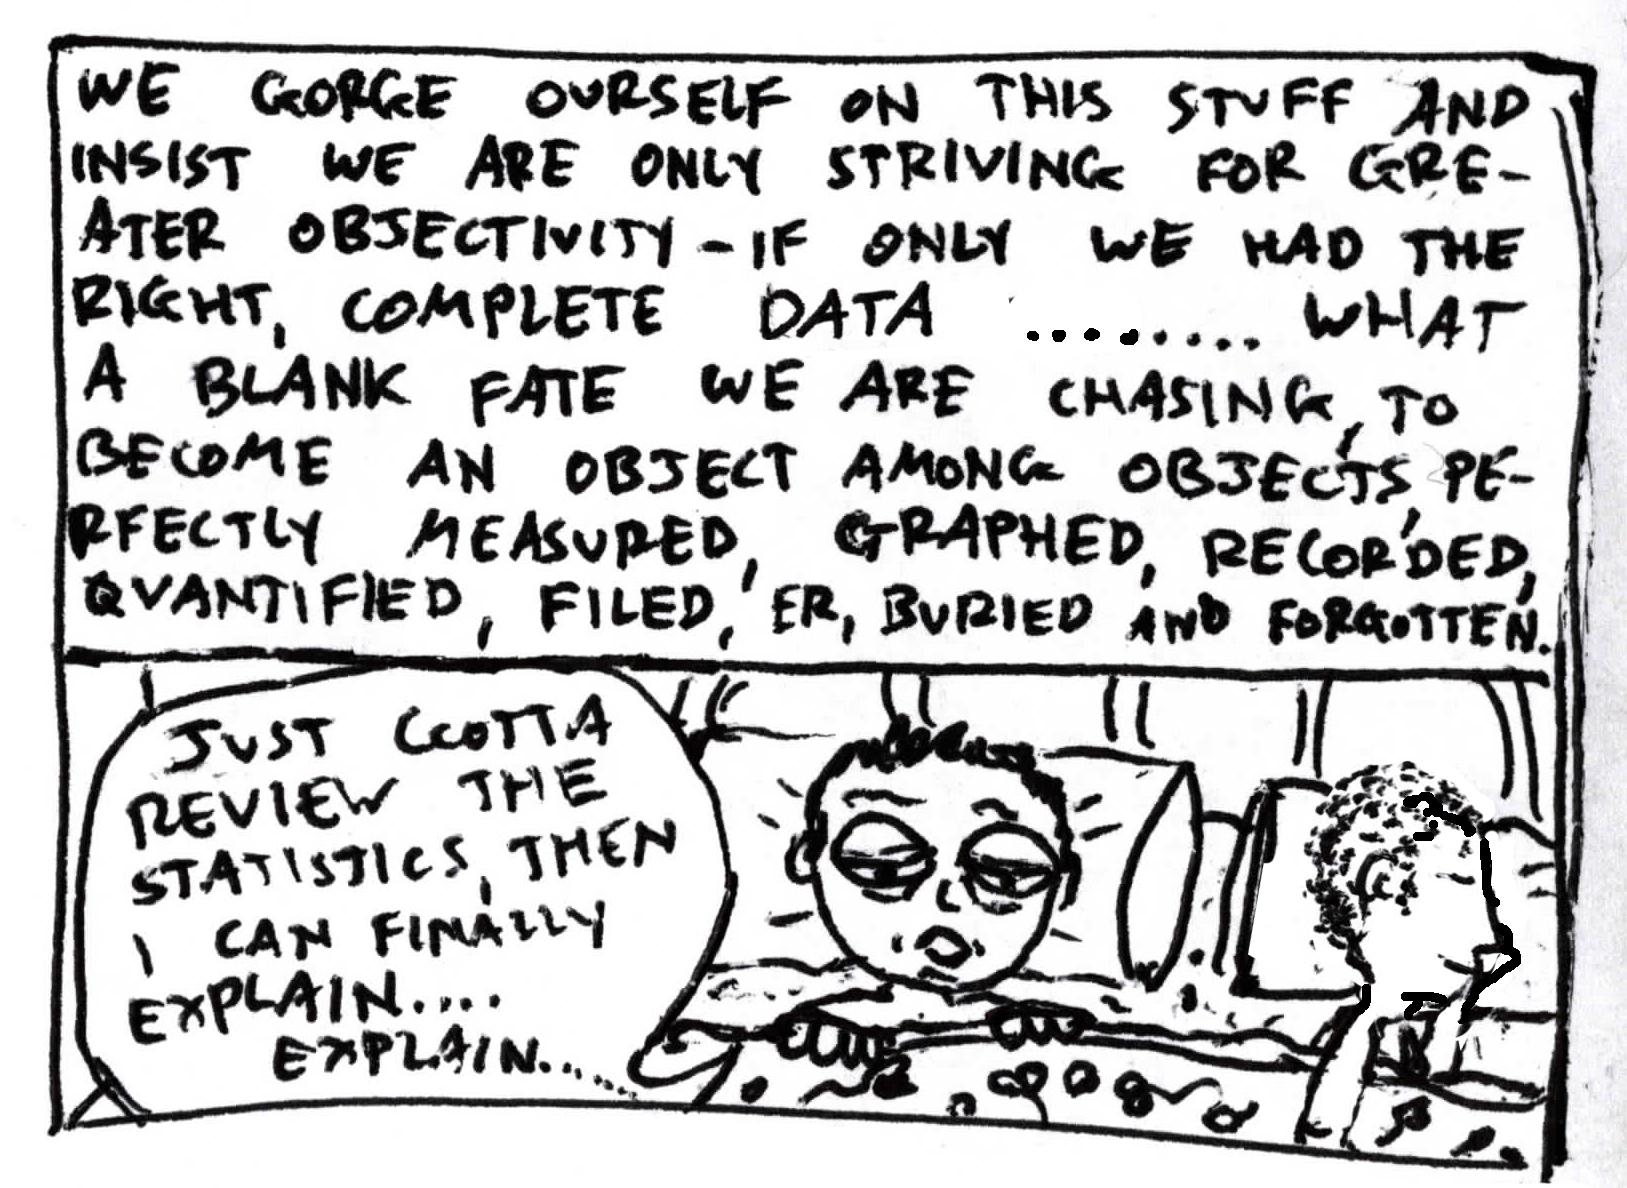 WE GORGE OURSELF ON THIS STUFF AND
INSIST WE ARE ONLY STRIVING FOR GRE-
ATER OBJECTIVITY - IF ONLY WE HAD THE
RIGHT, COMPLETE DATA ........ WHAT
A BLANK FATE WE ARE CHASING, TO
BECOME AN OBJECT AMONG OBJECTS, PE-
RFECTLY MEASURED, GRAPHED, RECORDED,
QUANTIFIED, FILED, ER, BURIED AND FORGOTTEN.
JUST GOTTA
REVIEW THE
STATISTICS, THEN
I CAN FINALLY
EXPLAIN....
EXPLAIN......